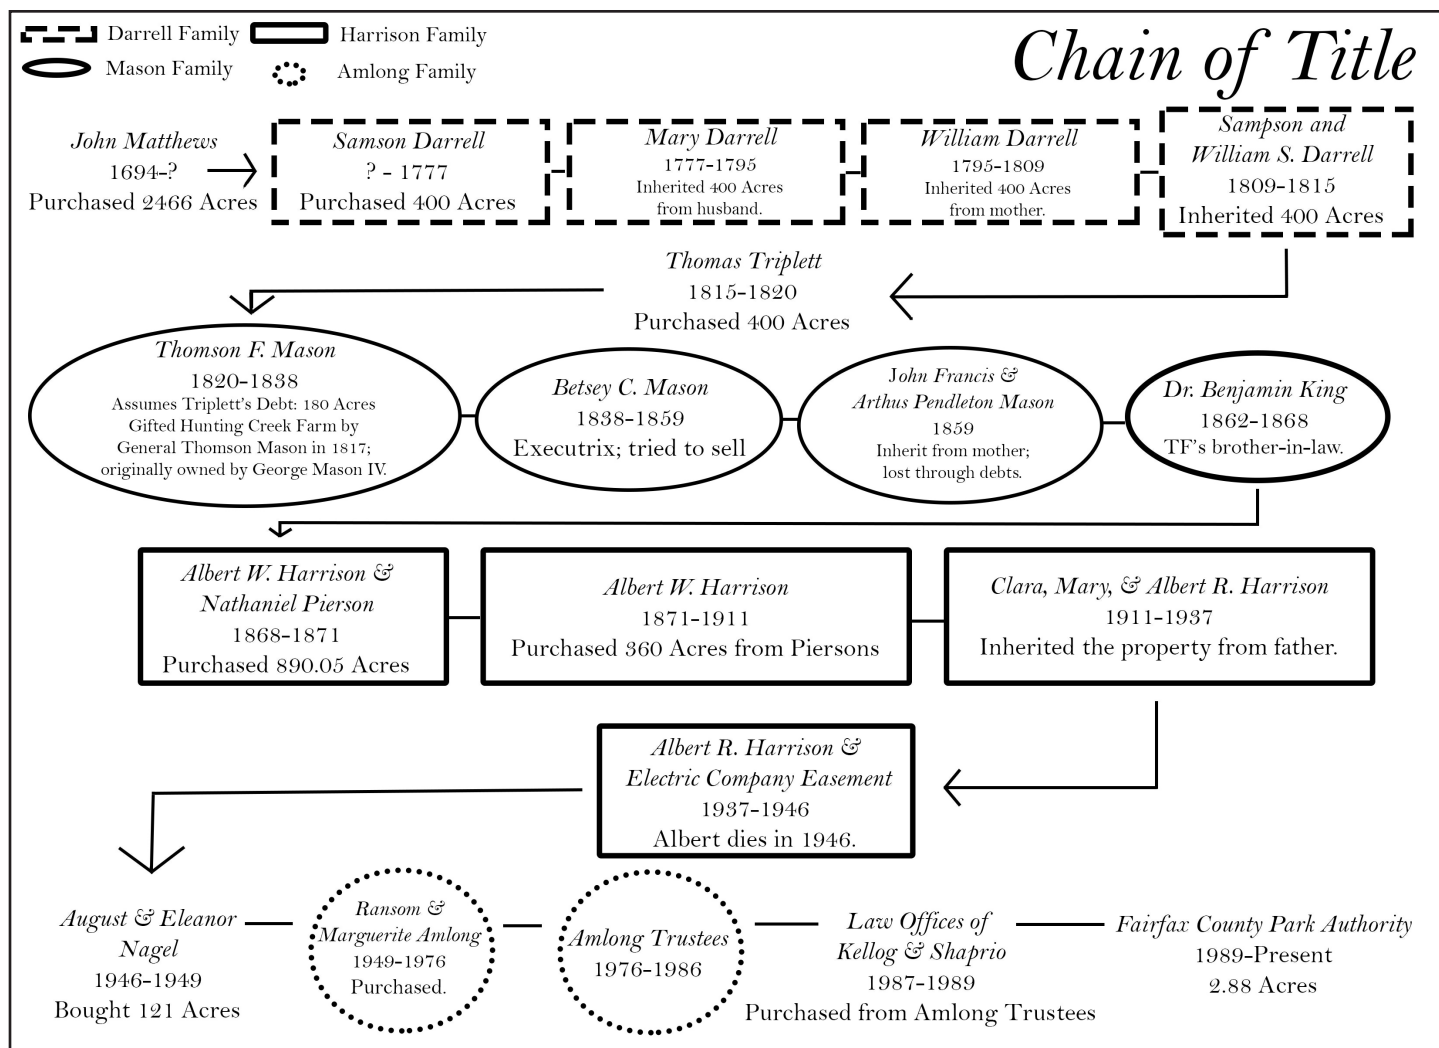 Darrell Family
Harrison Family
Mason Family
Amlong Family
Chain of Title
John Matthews
1694-?
Purchased 2466 Acres
Samson Darrell
? - 1777
Purchased 400 Acres
Mary Darrell
1777-1795
Inherited 400 Acres
from husband.
William Darrell
1795-1809
Inherited 400 Acres
from mother.
Sampson and
William S. Darrell
1809-1815
Inherited 400 Acres
Thomas Triplett
1815-1820
Purchased 400 Acres
Thomson F. Mason
1820-1838
Assumes Triplett's Debt: 180 Acres
Gifted Hunting Creek Farm by
General Thomson Mason in 1817;
originally owned by George Mason IV.
Betsey C. Mason
1838-1859
Executrix; tried to sell
John Francis &
Arthus Pendleton Mason
1859
Inherit from mother;
lost through debts.
Dr. Benjamin King
1862-1868
TF's brother-in-law.
Albert W. Harrison &
Nathaniel Pierson
1868-1871
Purchased 890.05 Acres
Albert W. Harrison
1871-1911
Purchased 360 Acres from Piersons
Clara, Mary, & Albert R. Harrison
1911-1937
Inherited the property from father.
Albert R. Harrison &
Electric Company Easement
1937-1946
Albert dies in 1946.
August & Eleanor
Nagel
1946-1949
Bought 121 Acres
Ransom &
Marguerite Amlong
1949-1976
Purchased.
Amlong Trustees
1976-1986
Law Offices of
Kellog & Shaprio
1987-1989
Purchased from Amlong Trustees
Fairfax County Park Authority
1989-Present
2.88 Acres